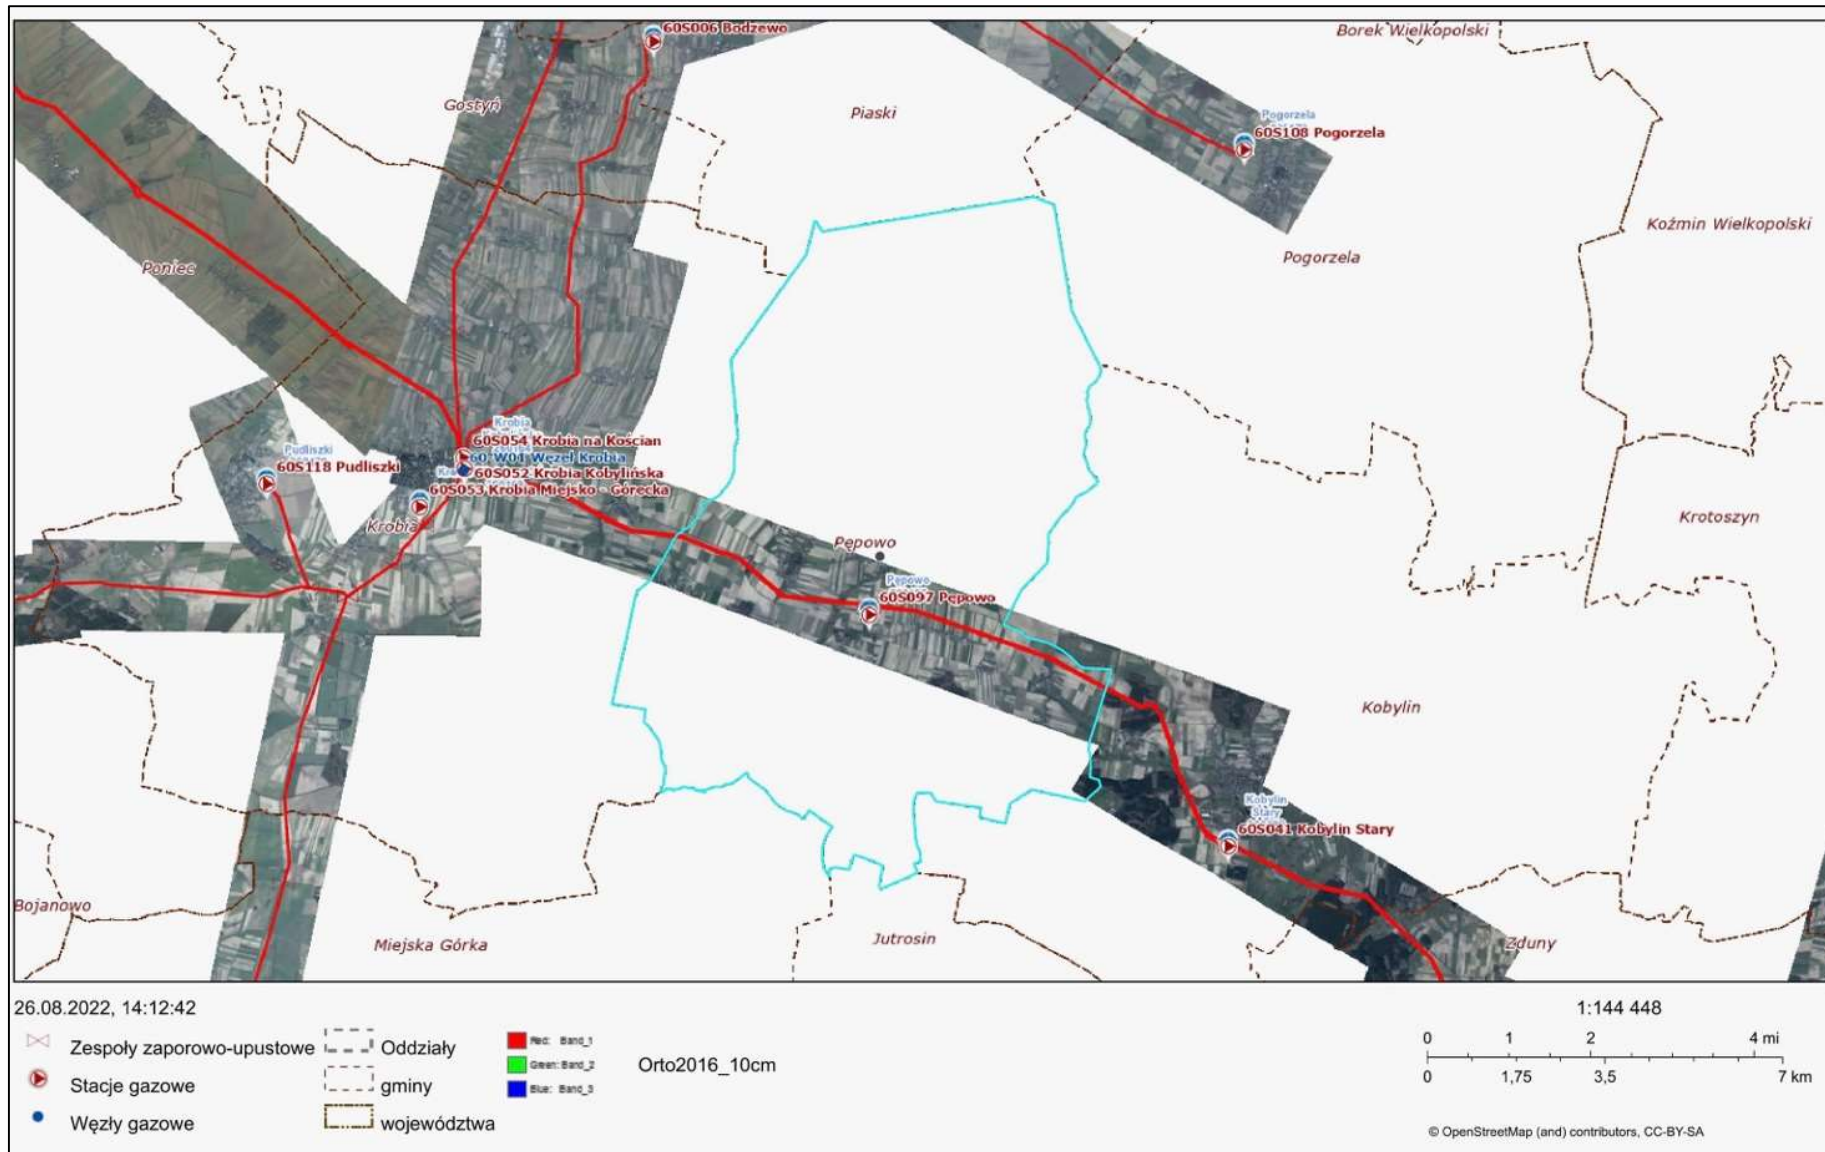 60S006 Bodzewo
Borek Wielkopolski
Gostyń
Piaski
Pogorzela
60S108 Pogorzela
Koźmin Wielkopolski
Poniec
Pogorzela
Krobia
60S054 Krobia na Kościan
60 W01 Węzeł Krobia
60S052 Krobia Kobylińska
60S053 Krobia Miejsko - Górecka
Pudliszki
60S118 Pudliszki
Krobia
Krotoszyn
Pępowo
Pępowo
60S097 Pępowo
Kobylin
Kobylin
Stary
60S041 Kobylin Stary
Bojanowo
Miejska Górka
Jutrosin
Zduny
26.08.2022, 14:12:42
1:144 448
Zespoły zaporowo-upustowe
Stacje gazowe
Węzły gazowe
Oddziały
gminy
województwa
Red: Band_1
Green: Band_2
Blue: Band_3
Orto2016_10cm
0 1 2 4 mi
0 1,75 3,5 7 km
© OpenStreetMap (and) contributors, CC-BY-SA